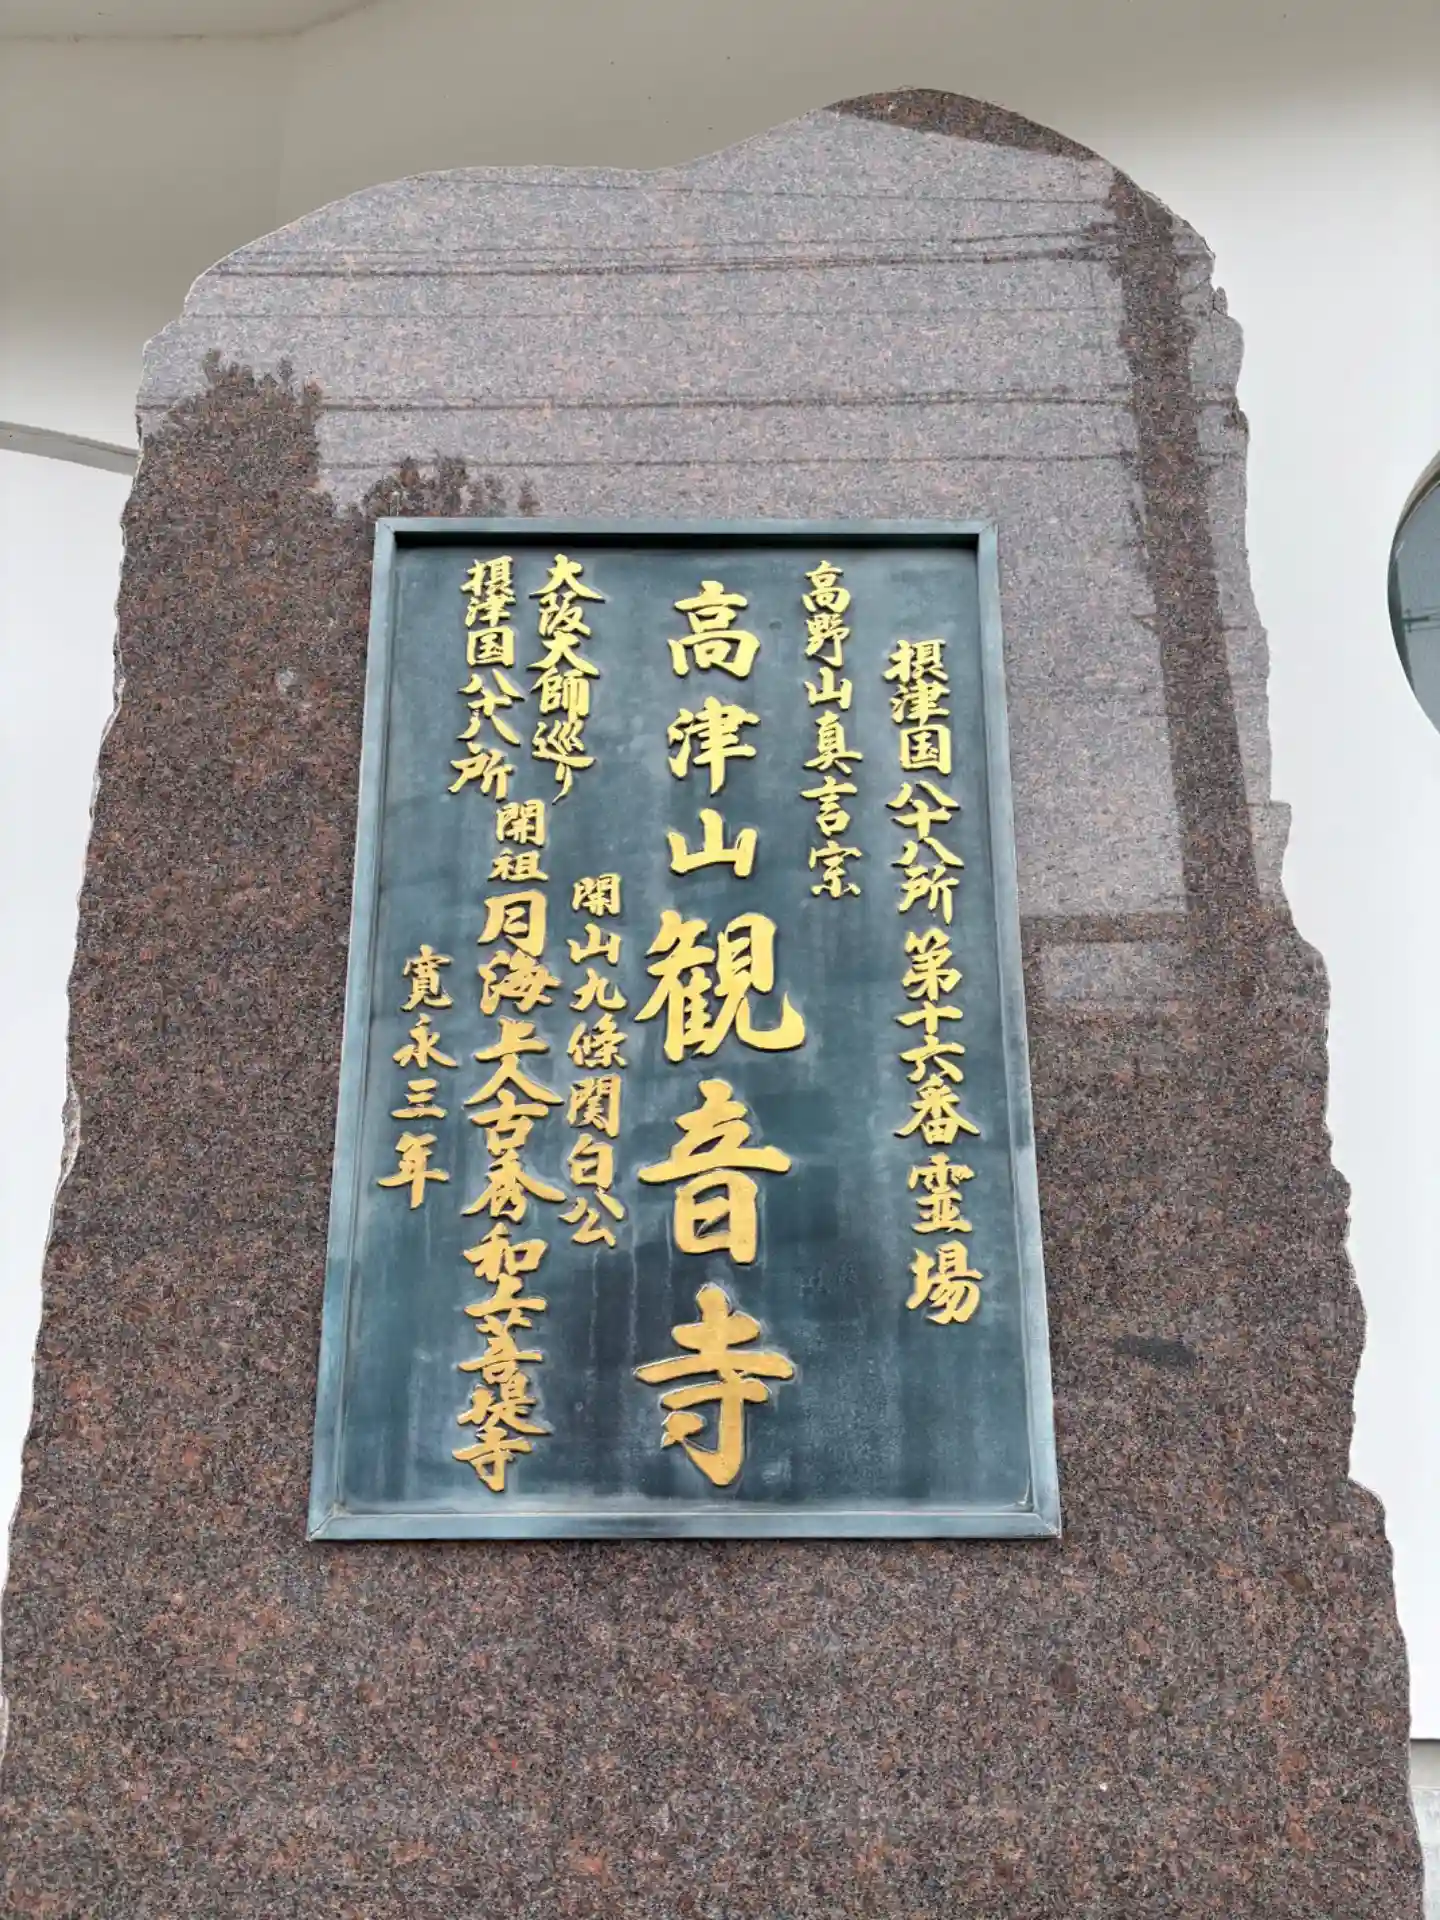 摂津国八十八所第十六番霊場
高野山真言宗
高津山観音寺
開山九條関白公
大阪大師巡り
摂津国八十八所
開祖月海上人古香和上菩提寺
寛永三年